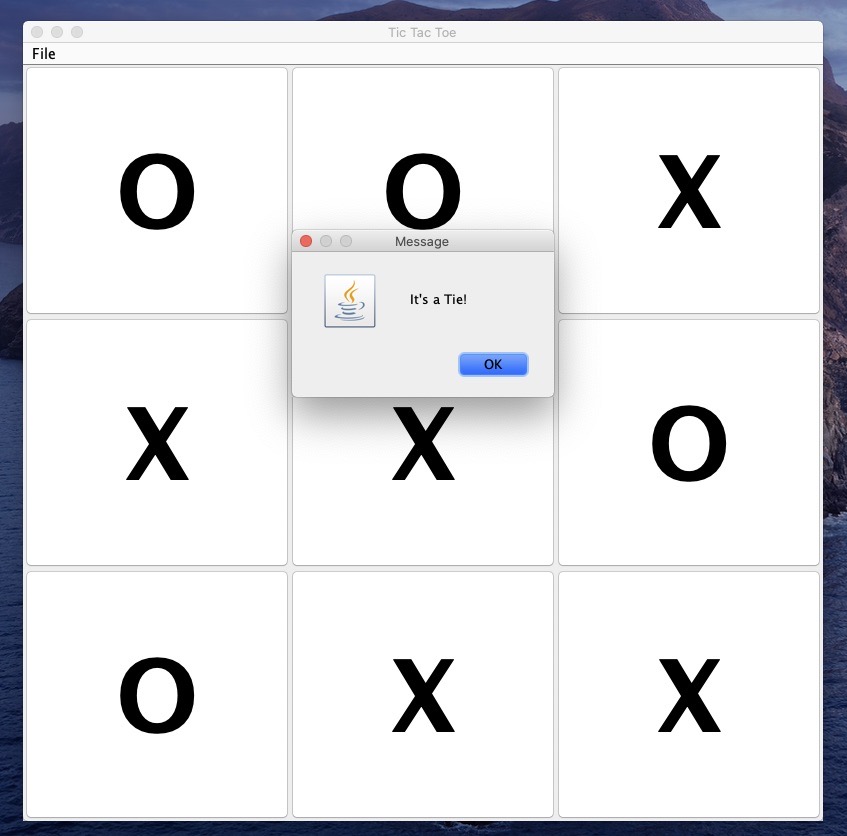 Tic Tac Toe
File
O O X
Message
It's a Tie!
OK
X X O
O X X